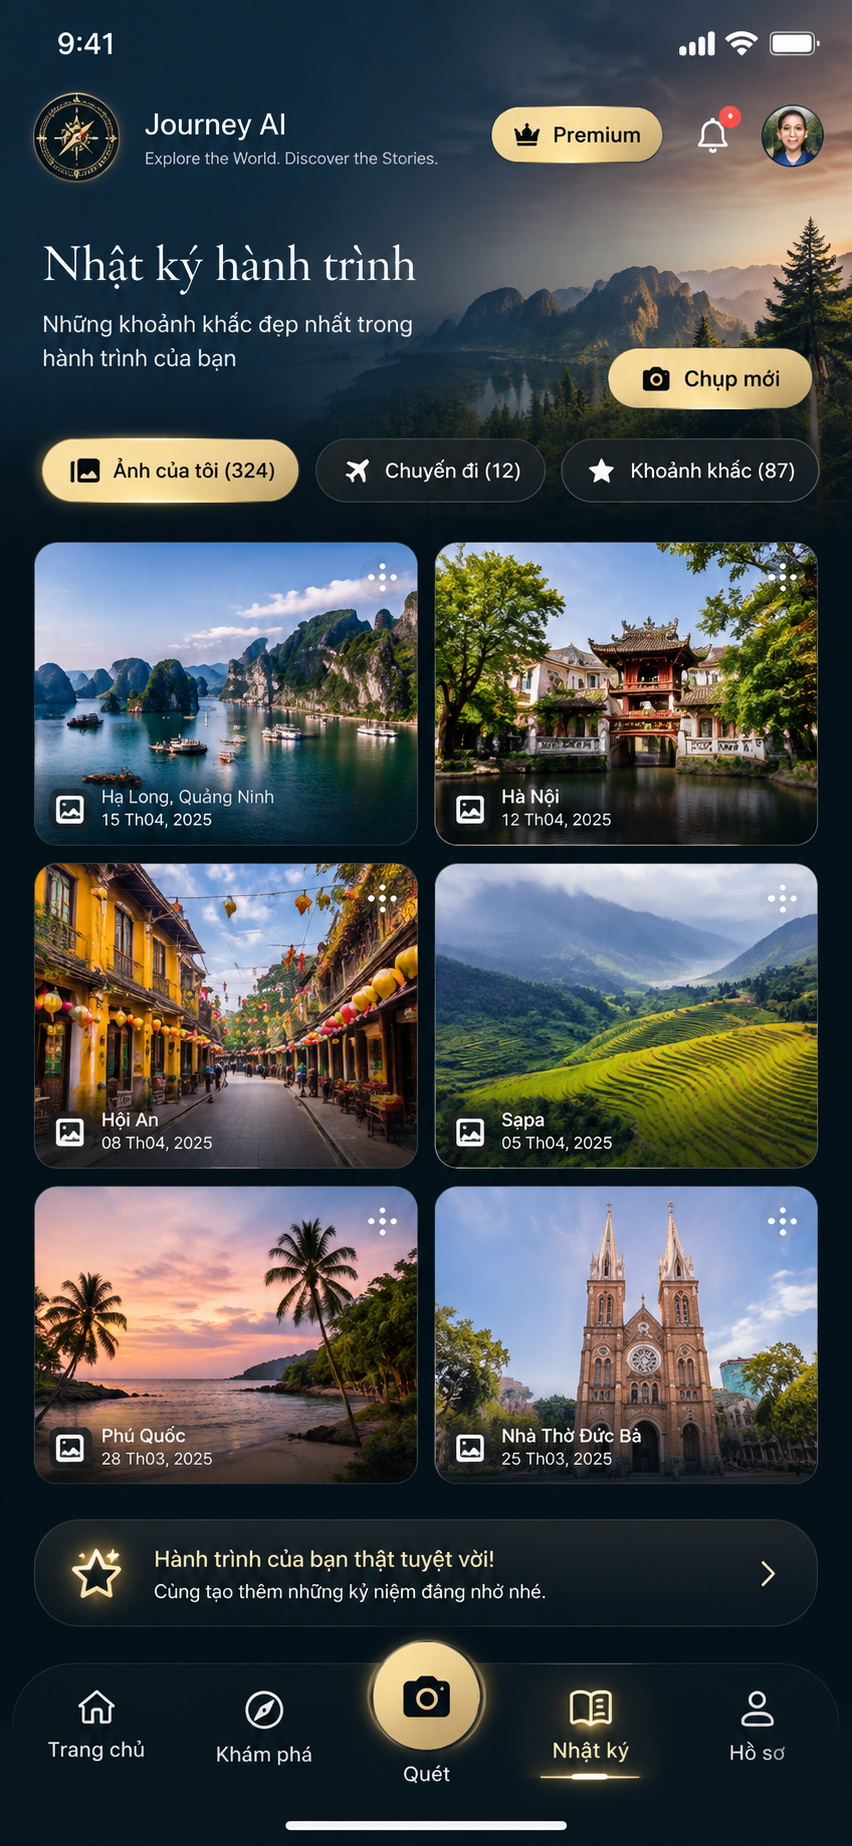 9:41
Journey AI
Explore the World. Discover the Stories.
Premium
Nhật ký hành trình
Những khoảnh khắc đẹp nhất trong
hành trình của bạn
Chụp mới
Ảnh của tôi (324)
Chuyến đi (12)
Khoảnh khắc (87)
Hạ Long, Quảng Ninh
15 Th04, 2025
Hà Nội
12 Th04, 2025
Hội An
08 Th04, 2025
Sapa
05 Th04, 2025
Phú Quốc
28 Th03, 2025
Nhà Thờ Đức Bà
25 Th03, 2025
Hành trình của bạn thật tuyệt vời!
Cùng tạo thêm những kỷ niệm đáng nhớ nhé.
Trang chủ
Khám phá
Quét
Nhật ký
Hồ sơ